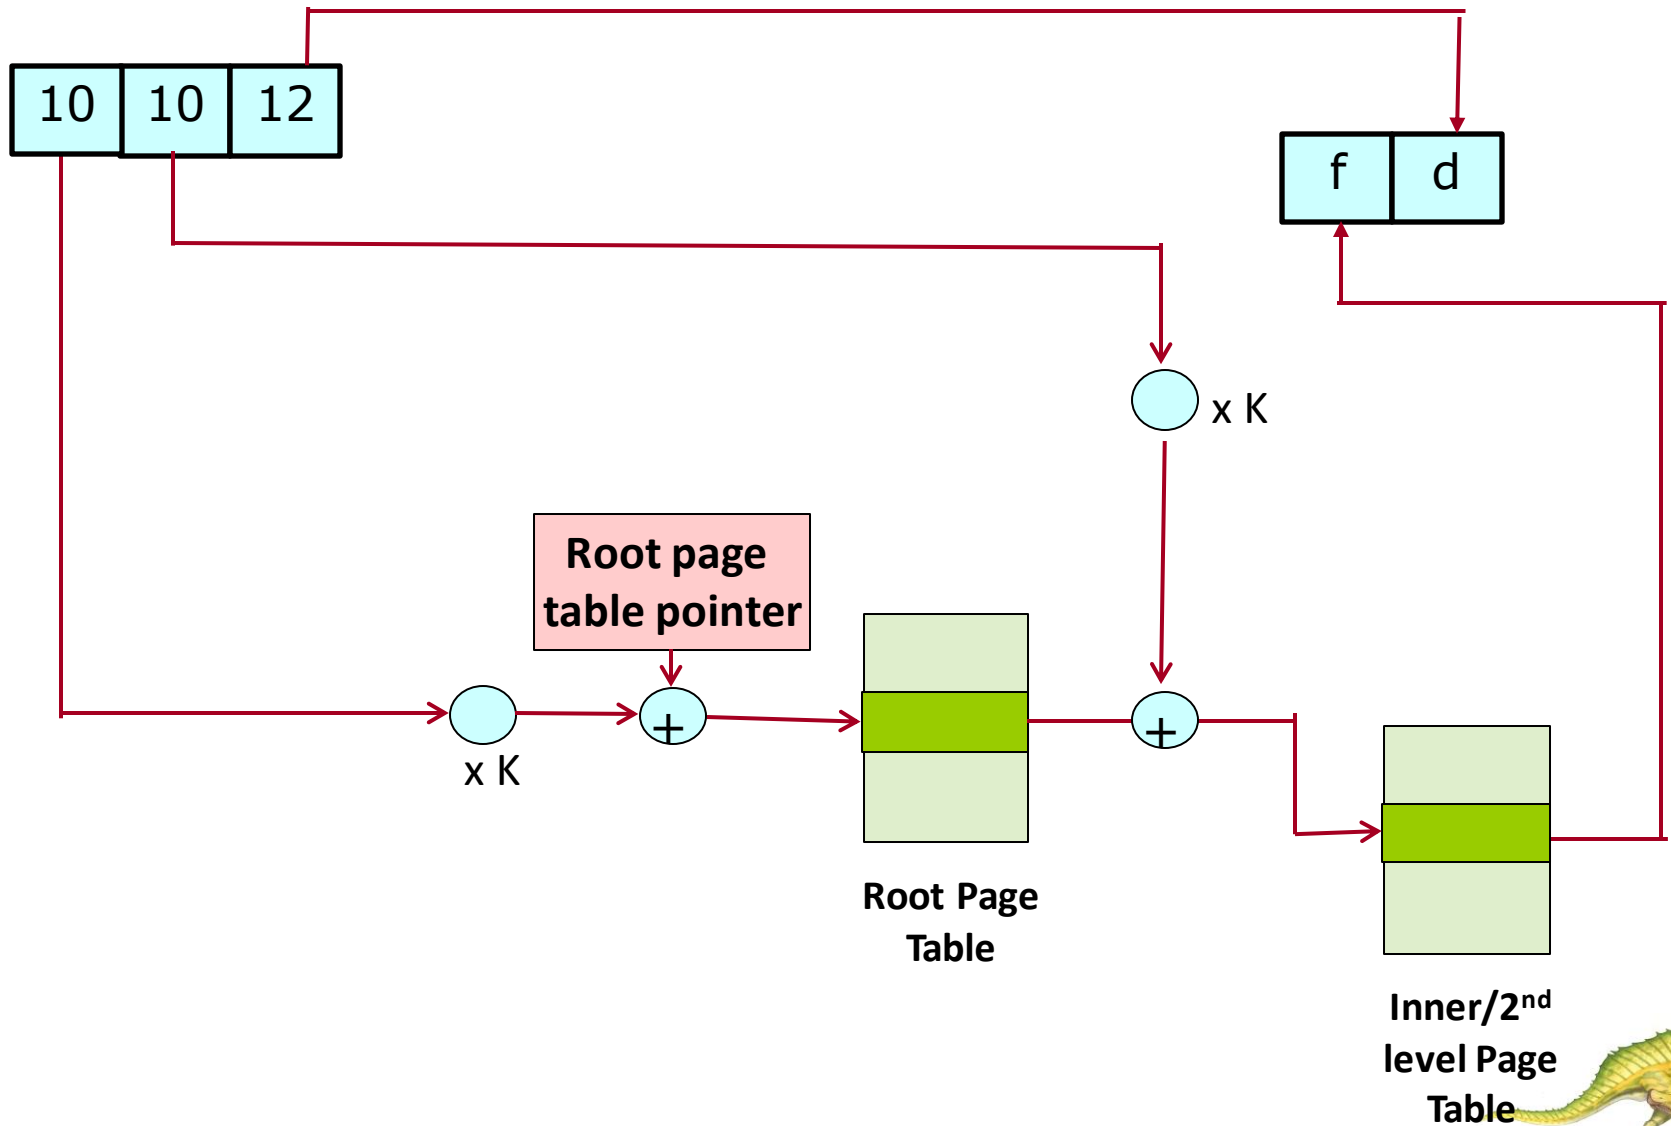 10 10 12
f d
x K
Root page
table pointer
+ +
x K
Root Page
Table
Inner/2nd
level Page
Table